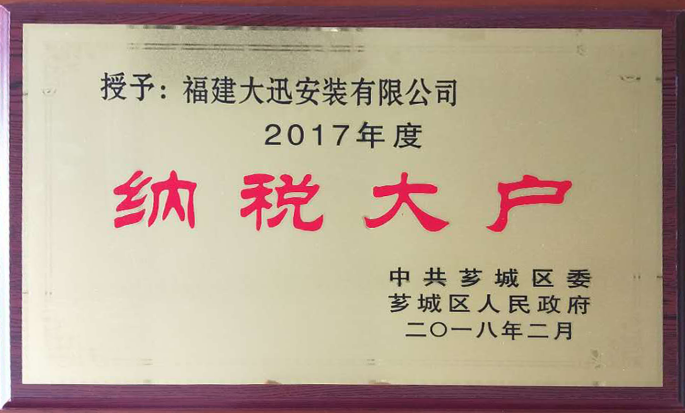 授予：福建大迅安装有限公司
2017年度
纳税大户
中共芗城区委
芗城区人民政府
二〇一八年二月